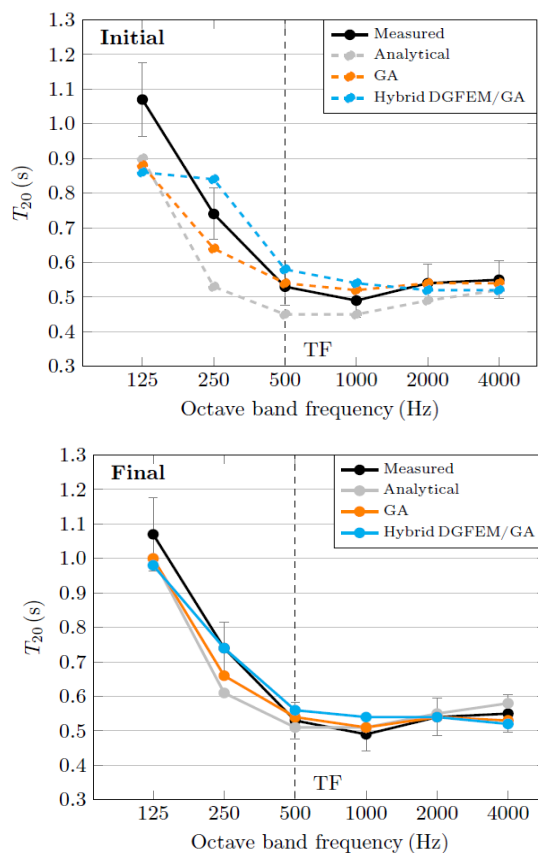 Initial
Measured
Analytical
GA
Hybrid DGFEM/GA
1.3
1.2
1.1
1.0
0.9
0.8
0.7
0.6
0.5
0.4
0.3
T20 (s)
TF
125 250 500 1000 2000 4000
Octave band frequency (Hz)
Final
Measured
Analytical
GA
Hybrid DGFEM/GA
1.3
1.2
1.1
1.0
0.9
0.8
0.7
0.6
0.5
0.4
0.3
T20 (s)
TF
125 250 500 1000 2000 4000
Octave band frequency (Hz)